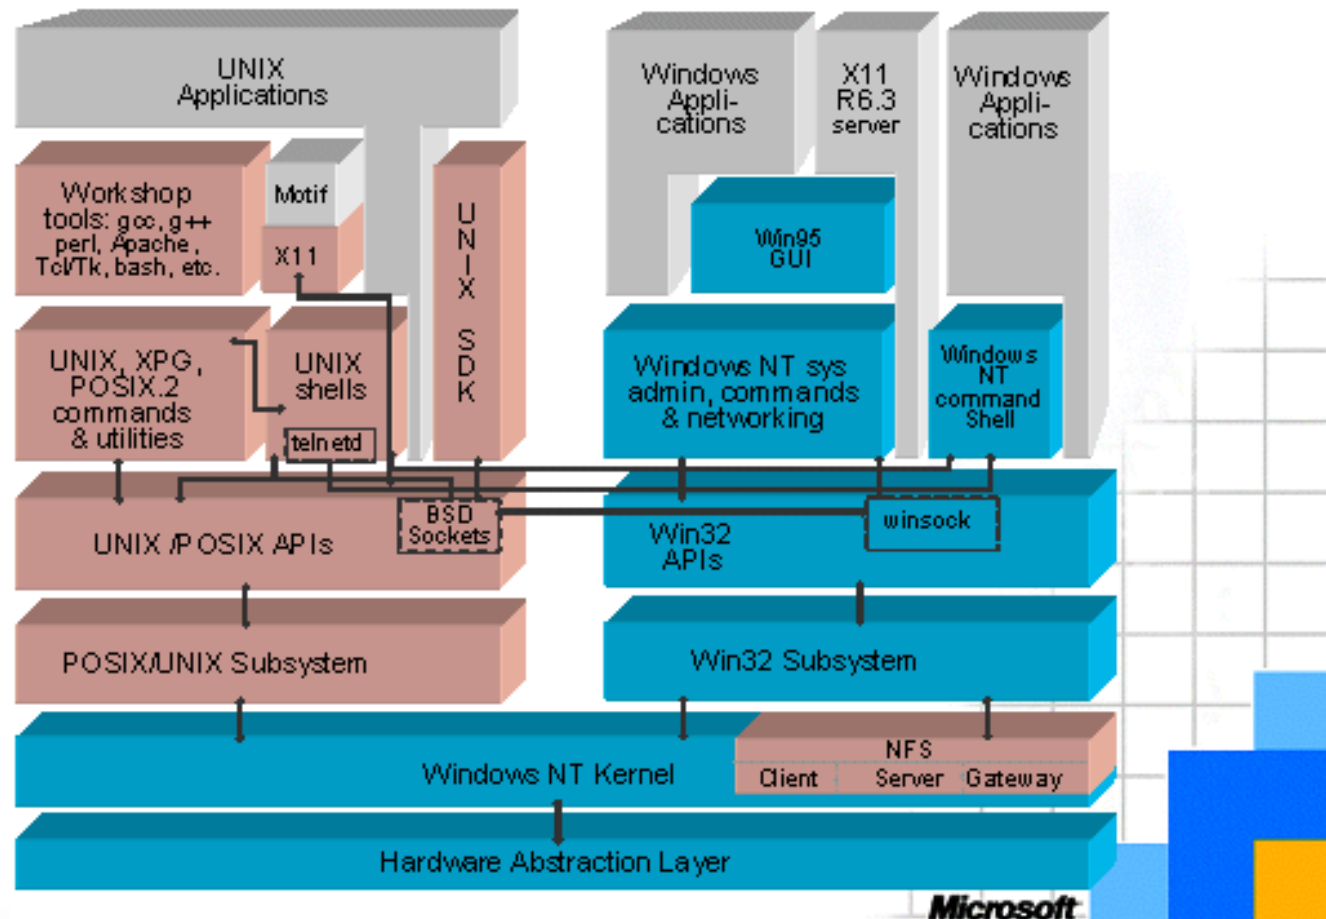 UNIX
Applications
Windows
Appli-
cations
X11
R6.3
server
Windows
Appli-
cations
Workshop
tools: gcc, g++
perl, Apache,
Tcl/Tk, bash, etc.
Motif
X11
U
N
I
X
S
D
K
Win95
GUI
UNIX, XPG,
POSIX.2
commands
& utilities
UNIX
shells
telnetd
Windows NT sys
admin, commands
& networking
Windows
NT
command
Shell
UNIX /POSIX APIs
BSD
Sockets
Win32
APIs
winsock
POSIX/UNIX Subsystem
Win32 Subsystem
Windows NT Kernel
NFS
Client Server Gateway
Hardware Abstraction Layer
Microsoft